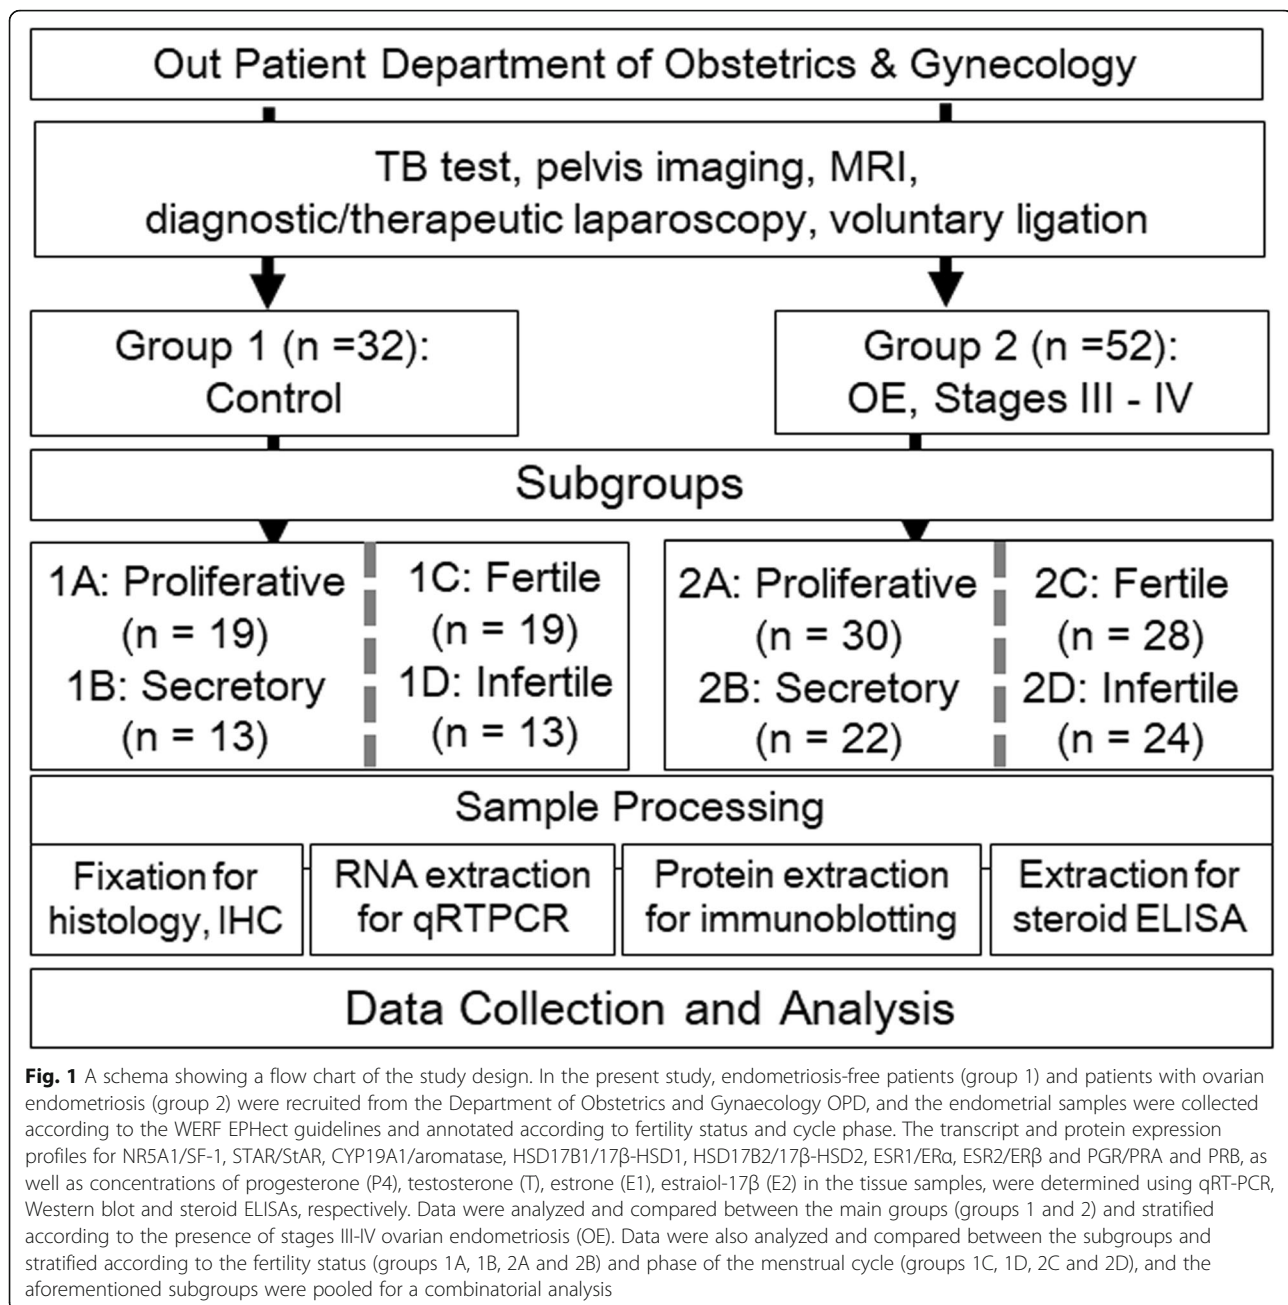 Out Patient Department of Obstetrics & Gynecology
TB test, pelvis imaging, MRI,
diagnostic/therapeutic laparoscopy, voluntary ligation
Group 1 (n =32):
Control
Group 2 (n =52):
OE, Stages III - IV
Subgroups
1A: Proliferative
(n = 19)
1B: Secretory
(n = 13)
1C: Fertile
(n = 19)
1D: Infertile
(n = 13)
2A: Proliferative
(n = 30)
2B: Secretory
(n = 22)
2C: Fertile
(n = 28)
2D: Infertile
(n = 24)
Sample Processing
Fixation for
histology, IHC
RNA extraction
for qRTPCR
Protein extraction
for immunoblotting
Extraction for
steroid ELISA
Data Collection and Analysis
Fig. 1 A schema showing a flow chart of the study design. In the present study, endometriosis-free patients (group 1) and patients with ovarian
endometriosis (group 2) were recruited from the Department of Obstetrics and Gynaecology OPD, and the endometrial samples were collected
according to the WERF EPHect guidelines and annotated according to fertility status and cycle phase. The transcript and protein expression
profiles for NR5A1/SF-1, STAR/StAR, CYP19A1/aromatase, HSD17B1/17β-HSD1, HSD17B2/17β-HSD2, ESR1/ERα, ESR2/ERβ and PGR/PRA and PRB, as
well as concentrations of progesterone (P4), testosterone (T), estrone (E1), estraiol-17β (E2) in the tissue samples, were determined using qRT-PCR,
Western blot and steroid ELISAs, respectively. Data were analyzed and compared between the main groups (groups 1 and 2) and stratified
according to the presence of stages III-IV ovarian endometriosis (OE). Data were also analyzed and compared between the subgroups and
stratified according to the fertility status (groups 1A, 1B, 2A and 2B) and phase of the menstrual cycle (groups 1C, 1D, 2C and 2D), and the
aforementioned subgroups were pooled for a combinatorial analysis